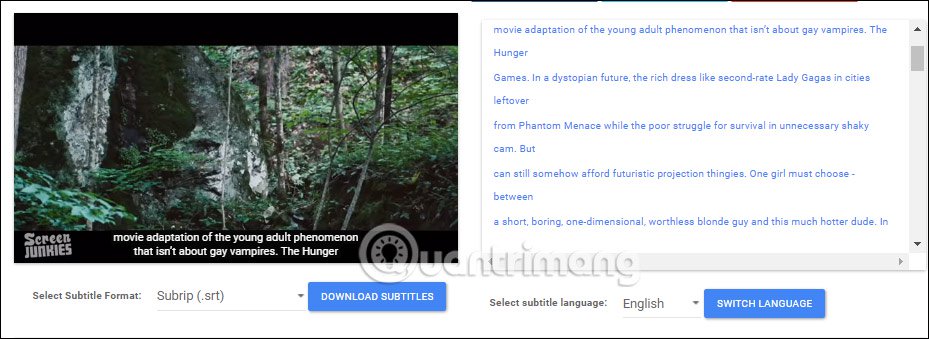 movie adaptation of the young adult phenomenon that isn't about gay vampires. The
Hunger
Games. In a dystopian future, the rich dress like second-rate Lady Gagas in cities
leftover
from Phantom Menace while the poor struggle for survival in unnecessary shaky
cam. But
can still somehow afford futuristic projection thingies. One girl must choose -
between
a short, boring, one-dimensional, worthless blonde guy and this much hotter dude. In
Screen
JUNKIES
movie adaptation of the young adult phenomenon
that isn't about gay vampires. The Hunger
Quantrimang
Select Subtitle Format:
Subrip (.srt)
DOWNLOAD SUBTITLES
Select subtitle language:
English
SWITCH LANGUAGE